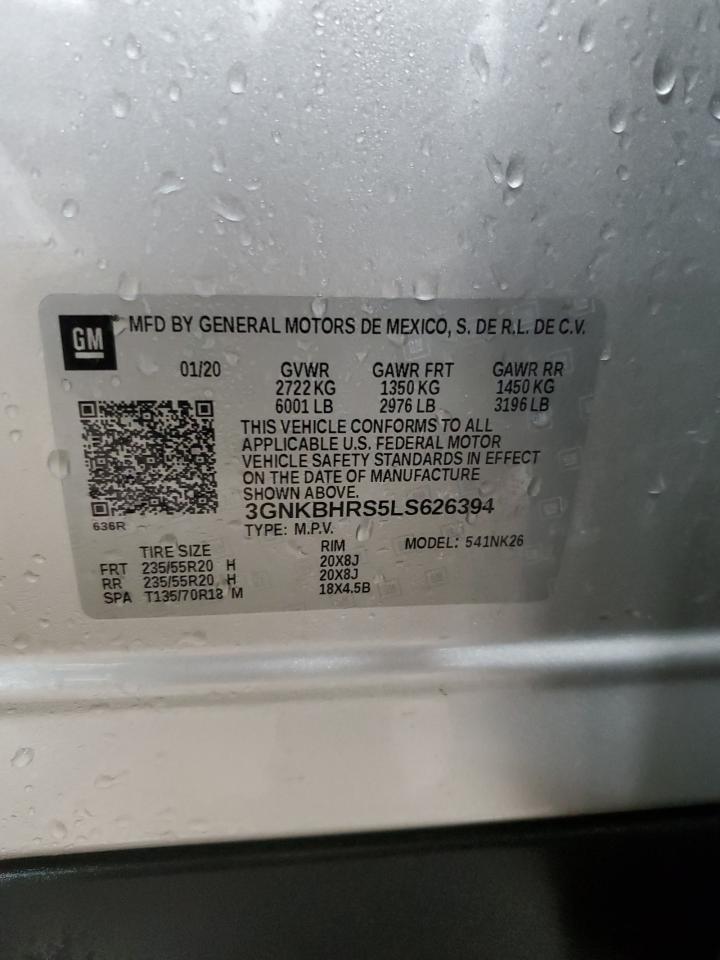 GM
MFD BY GENERAL MOTORS DE MEXICO, S. DE R.L. DE C.V.
01/20 GVWR GAWR FRT GAWR RR
2722 KG 1350 KG 1450 KG
6001 LB 2976 LB 3196 LB
THIS VEHICLE CONFORMS TO ALL
APPLICABLE U.S. FEDERAL MOTOR
VEHICLE SAFETY STANDARDS IN EFFECT
ON THE DATE OF MANUFACTURE
SHOWN ABOVE.
3GNKBHRS5LS626394
636R
TYPE: M.P.V. MODEL: 541NK26
TIRE SIZE RIM
FRT 235/55R20 H 20X8J
RR 235/55R20 H 20X8J
SPA T135/70R18 M 18X4.5B